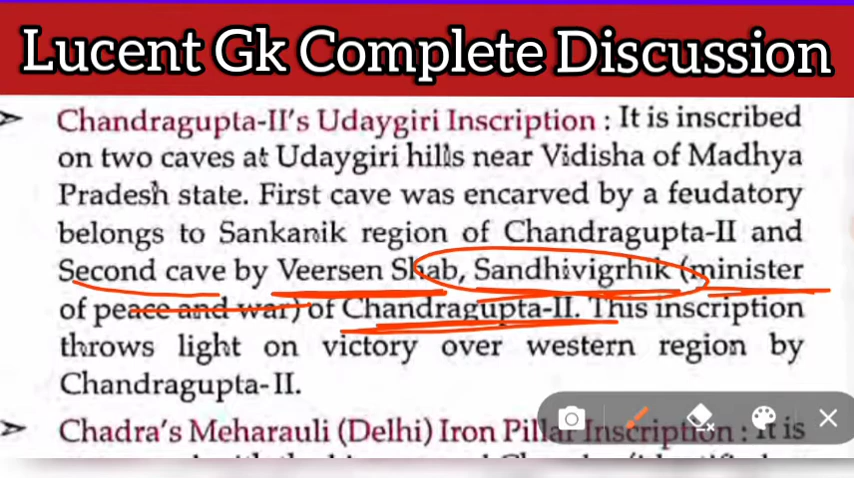 Lucent Gk Complete Discussion
➢ Chandragupta-II's Udaygiri Inscription : It is inscribed
on two caves at Udaygiri hills near Vidisha of Madhya
Pradesh state. First cave was encarved by a feudatory
belongs to Sankanik region of Chandragupta-II and
Second cave by Veersen Shab, Sandhivigrhik (minister
of peace and war) of Chandragupta-II. This inscription
throws light on victory over western region by
Chandragupta-II.
➢ Chadra's Meharauli (Delhi) Iron Pillar Inscription : It is